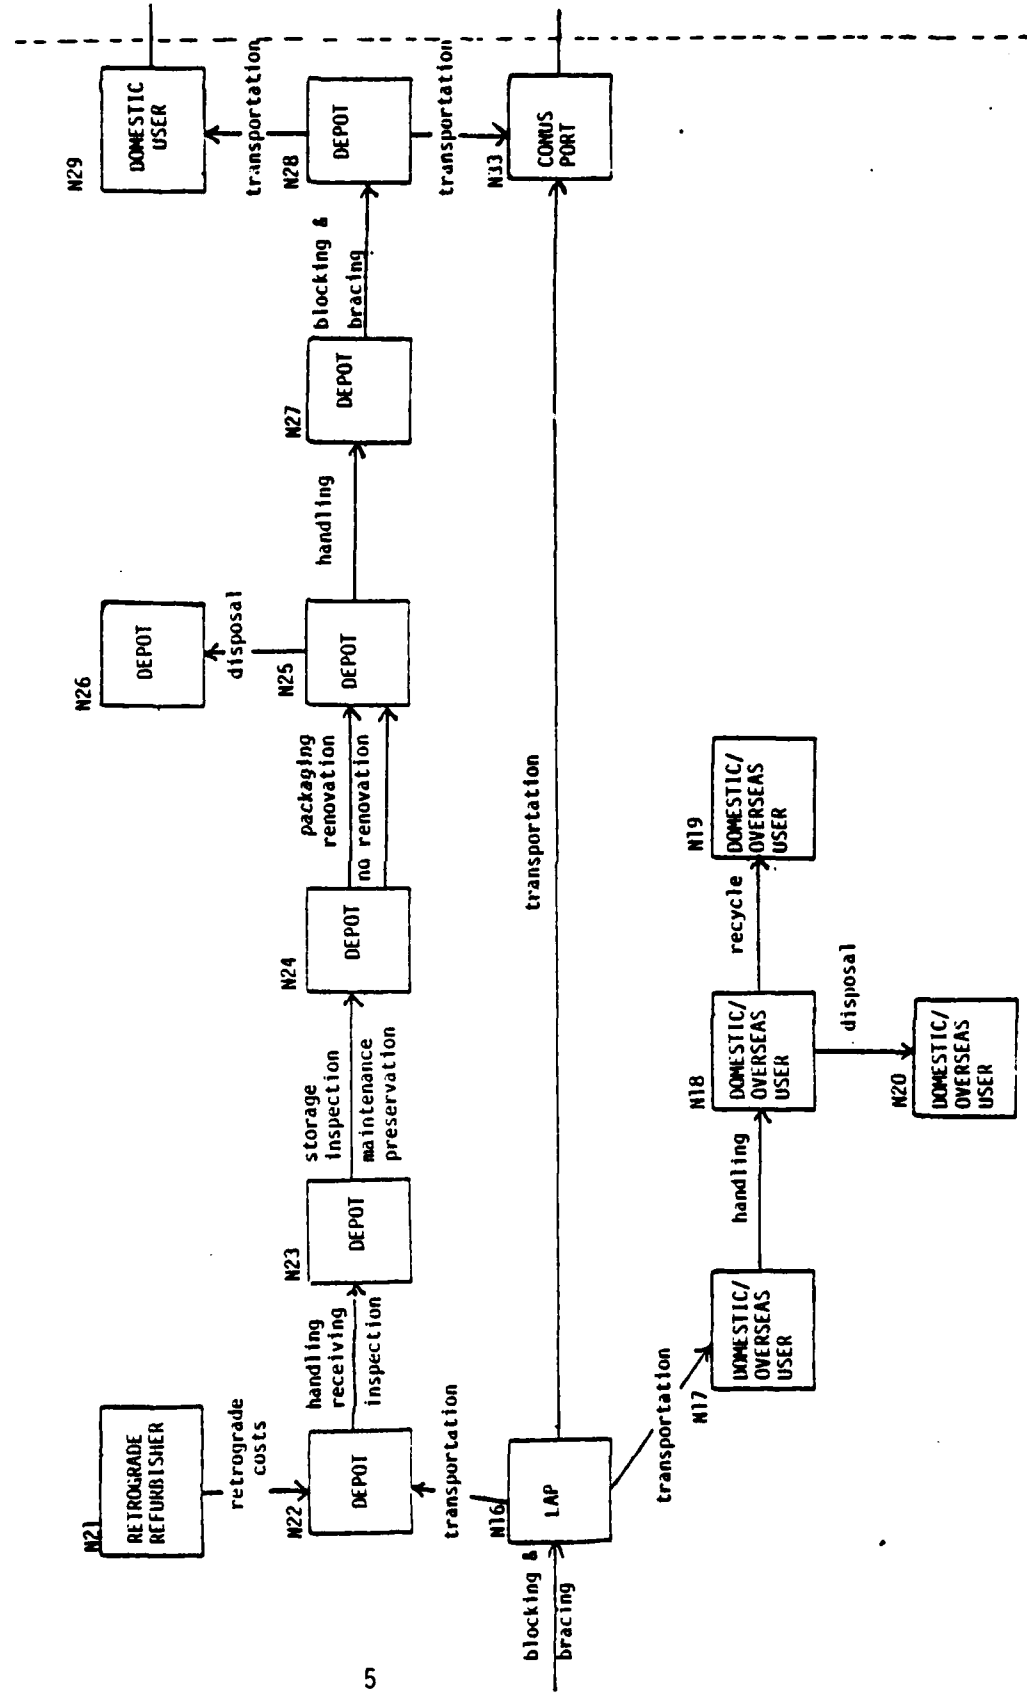 N21
RETROGRADE
REFURBISHER
retrograde
costs
N22
DEPOT
handling
receiving
inspection
N23
DEPOT
storage
inspection
maintenance
preservation
N24
DEPOT
packaging
renovation
no renovation
N25
DEPOT
disposal
N26
DEPOT
handling
N27
DEPOT
blocking &
bracing
N28
DEPOT
transportation
N29
DOMESTIC
USER
transportation
N33
CONUS
PORT
transportation
blocking &
bracing
N16
LAP
transportation
transportation
N17
DOMESTIC/
OVERSEAS
USER
handling
N18
DOMESTIC/
OVERSEAS
USER
recycle
N19
DOMESTIC/
OVERSEAS
USER
disposal
N20
DOMESTIC/
OVERSEAS
USER
5